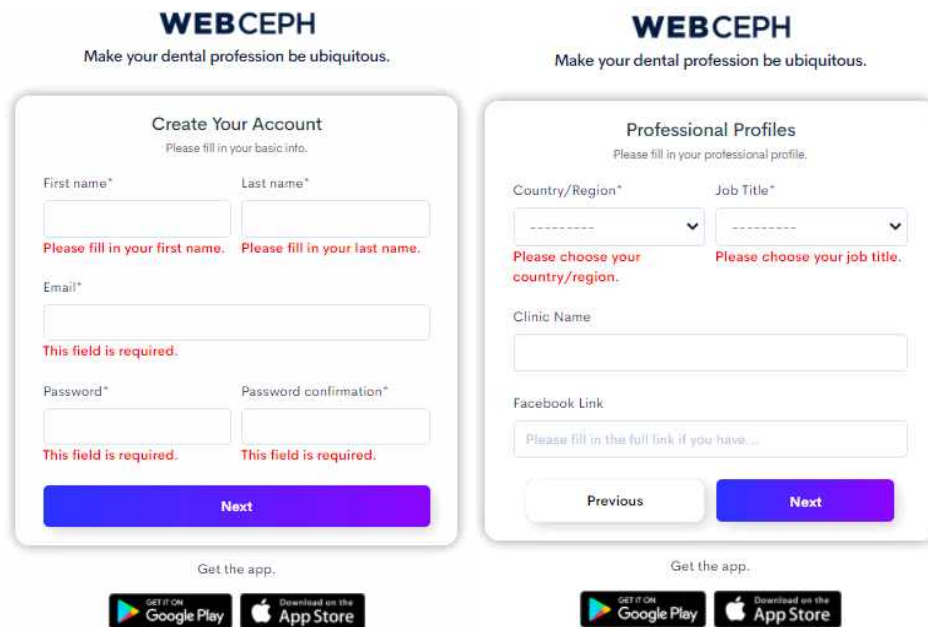 WEBCEPH
Make your dental profession be ubiquitous.
Create Your Account
Please fill in your basic info.
First name* Last name*
Please fill in your first name. Please fill in your last name.
Email*
This field is required.
Password* Password confirmation*
This field is required. This field is required.
Next
Get the app.
GET IT ON Google Play
Download on the App Store
WEBCEPH
Make your dental profession be ubiquitous.
Professional Profiles
Please fill in your professional profile.
Country/Region* Job Title*
--------- ---------
Please choose your country/region. Please choose your job title.
Clinic Name
Facebook Link
Please fill in the full link if you have...
Previous Next
Get the app.
GET IT ON Google Play
Download on the App Store